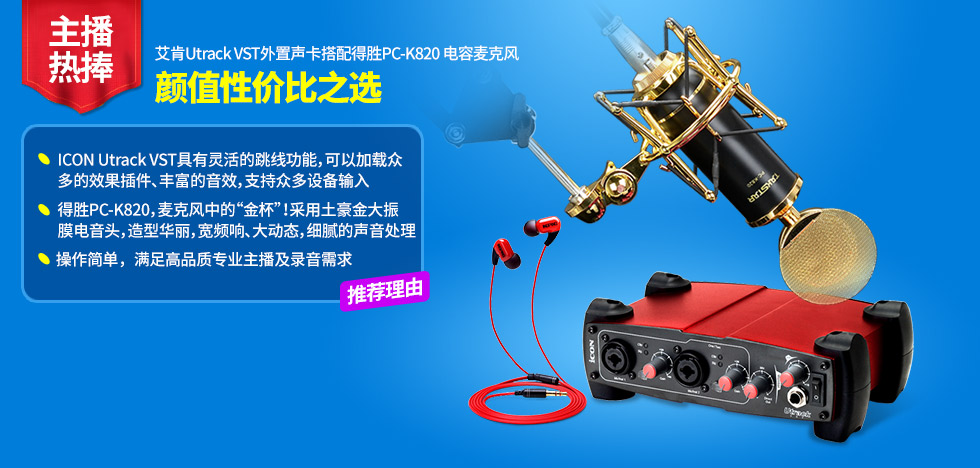 主播
热捧
艾肯Utrack VST外置声卡搭配得胜PC-K820 电容麦克风
颜值性价比之选
ICON Utrack VST具有灵活的跳线功能,可以加载众
多的效果插件、丰富的音效,支持众多设备输入
得胜PC-K820,麦克风中的“金杯”!采用土豪金大振
膜电音头,造型华丽,宽频响、大动态,细腻的声音处理
操作简单，满足高品质专业主播及录音需求
推荐理由
TAKSTAR
PC-K820
iCON
Utrack